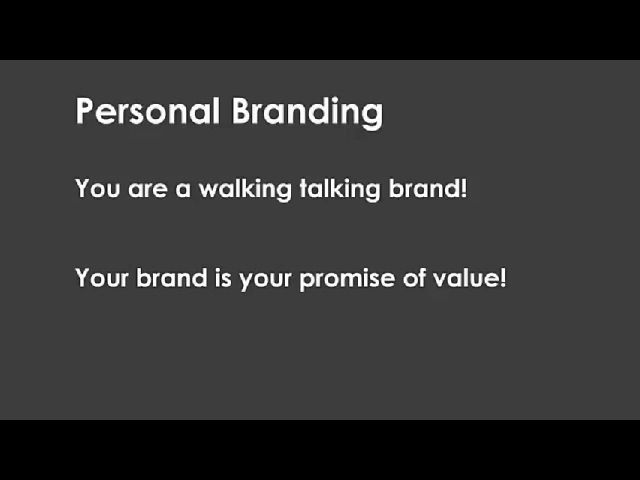 Personal Branding
You are a walking talking brand!
Your brand is your promise of value!